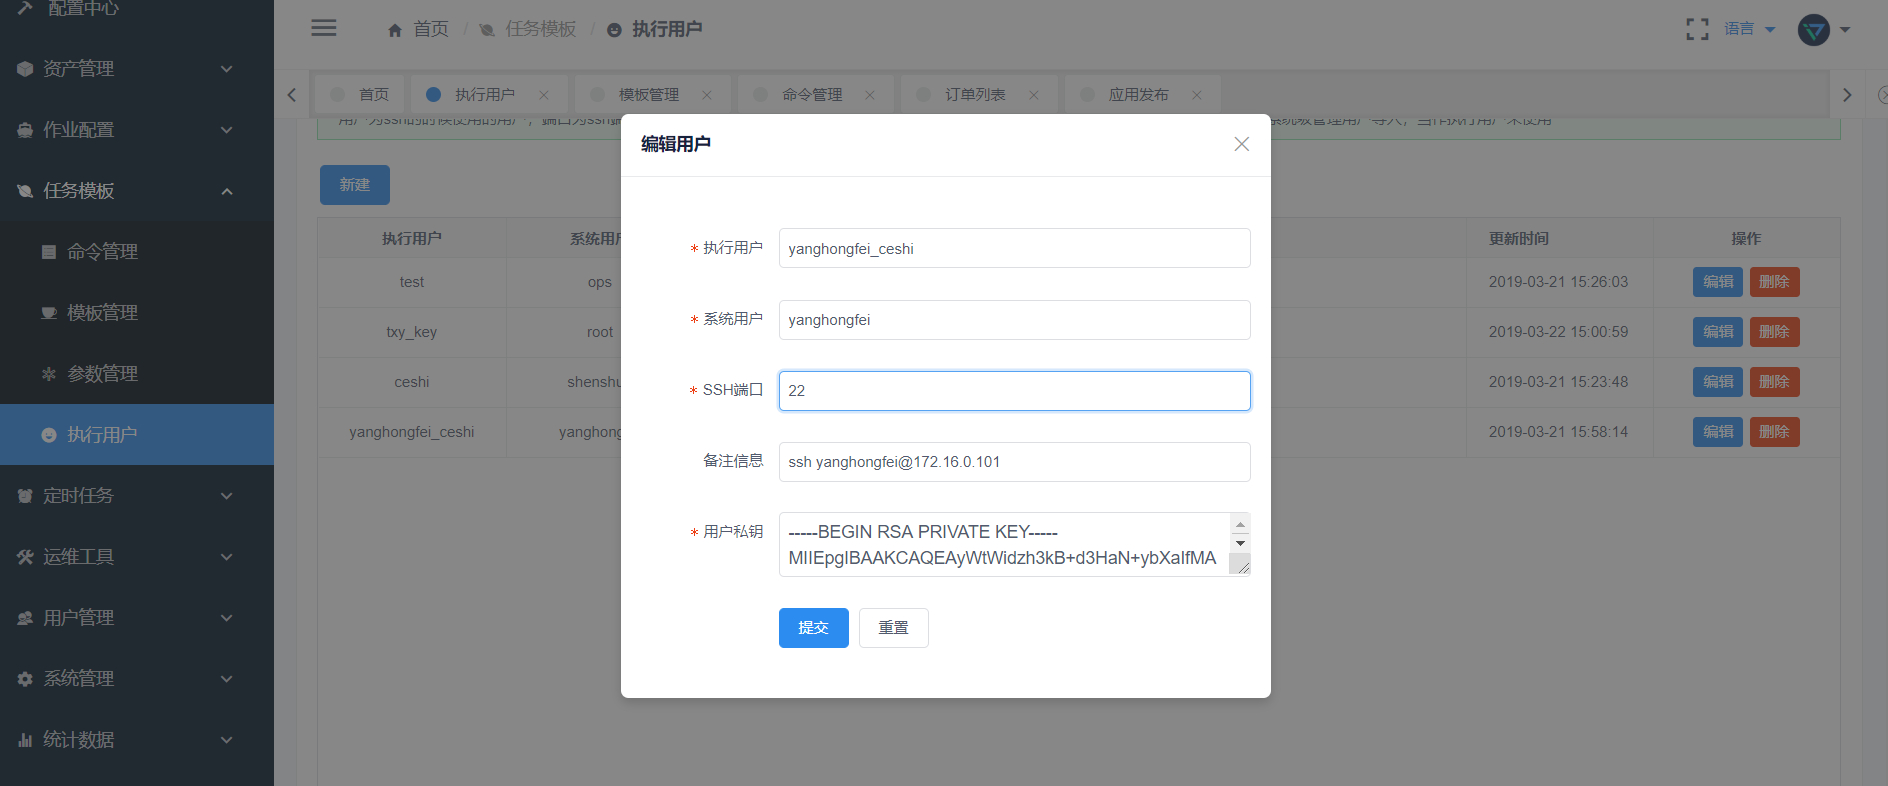 配置中心
资产管理
作业配置
任务模板
命令管理
模板管理
参数管理
执行用户
定时任务
运维工具
用户管理
系统管理
统计数据
首页 / 任务模板 / 执行用户
语言
首页 执行用户 模板管理 命令管理 订单列表 应用发布
新建
执行用户 系统用户 更新时间 操作
test ops 2019-03-21 15:26:03 编辑 删除
txy_key root 2019-03-22 15:00:59 编辑 删除
ceshi shenshu 2019-03-21 15:23:48 编辑 删除
yanghongfei_ceshi yanghong 2019-03-21 15:58:14 编辑 删除
编辑用户
* 执行用户 yanghongfei_ceshi
* 系统用户 yanghongfei
* SSH端口 22
备注信息 ssh yanghongfei@172.16.0.101
* 用户私钥 -----BEGIN RSA PRIVATE KEY-----
MIIEpgIBAAKCAQEAyWtWidzh3kB+d3HaN+ybXaIfMA
提交 重置